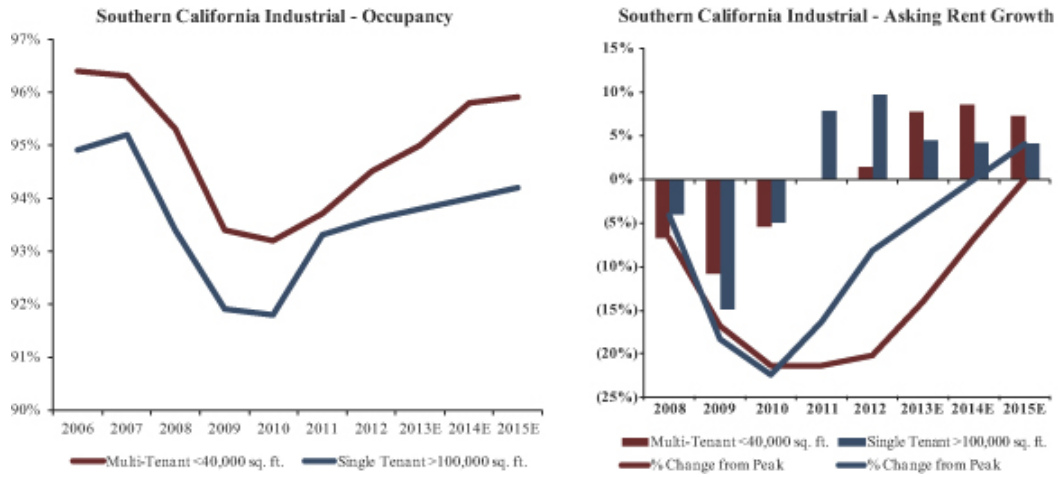 Southern California Industrial - Occupancy
97%
96%
95%
94%
93%
92%
91%
90%
2006 2007 2008 2009 2010 2011 2012 2013E 2014E 2015E
Multi-Tenant <40,000 sq. ft. Single Tenant >100,000 sq. ft.
Southern California Industrial - Asking Rent Growth
15%
10%
5%
0%
(5%)
(10%)
(15%)
(20%)
(25%)
2008 2009 2010 2011 2012 2013E 2014E 2015E
Multi-Tenant <40,000 sq. ft. Single Tenant >100,000 sq. ft.
% Change from Peak % Change from Peak